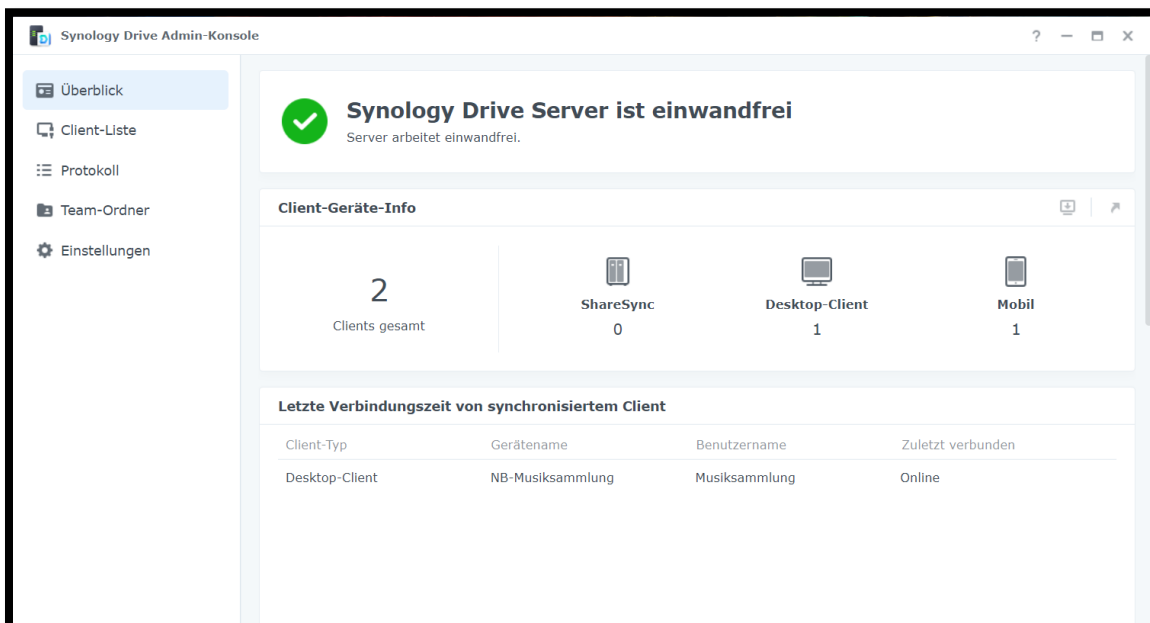 Synology Drive Admin-Konsole
Überblick
Client-Liste
Protokoll
Team-Ordner
Einstellungen
Synology Drive Server ist einwandfrei
Server arbeitet einwandfrei.
Client-Geräte-Info
2
Clients gesamt
ShareSync
0
Desktop-Client
1
Mobil
1
Letzte Verbindungszeit von synchronisiertem Client
Client-Typ Gerätename Benutzername Zuletzt verbunden
Desktop-Client NB-Musiksammlung Musiksammlung Online